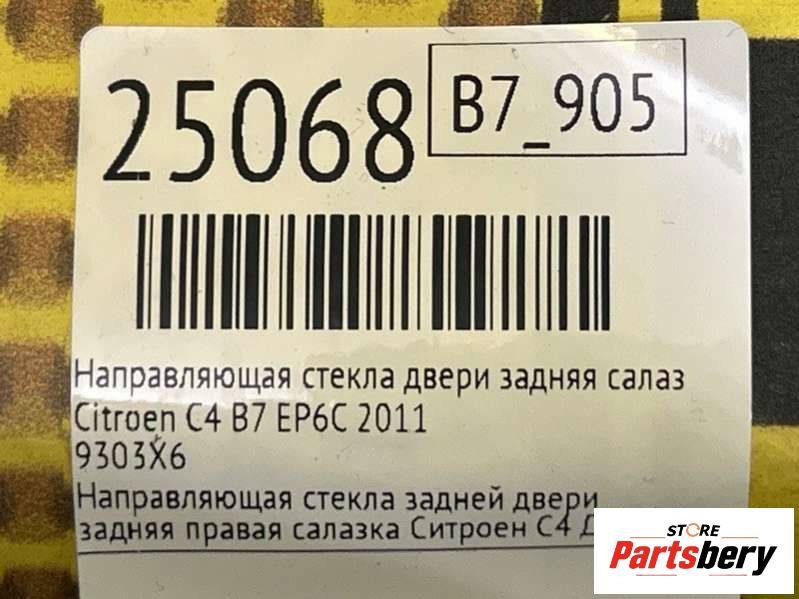 25068
B7_905
Направляющая стекла двери задняя салаз
Citroen C4 B7 EP6C 2011
9303X6
Направляющая стекла задней двери
задняя правая салазка Ситроен С4
STORE
Partsbery